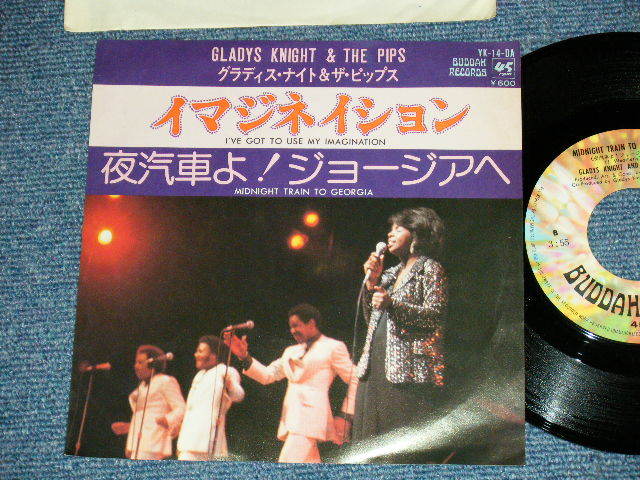 GLADYS KNIGHT & THE PIPS
グラディス・ナイト&ザ・ピップス
BUDDAH RECORDS
YK-14-DA
45
¥600
イマジネイション
I'VE GOT TO USE MY IMAGINATION
夜汽車よ!ジョージアへ
MIDNIGHT TRAIN TO GEORGIA
MIDNIGHT TRAIN TO
GLADYS KNIGHT AND
B
3:55
BUDDAH